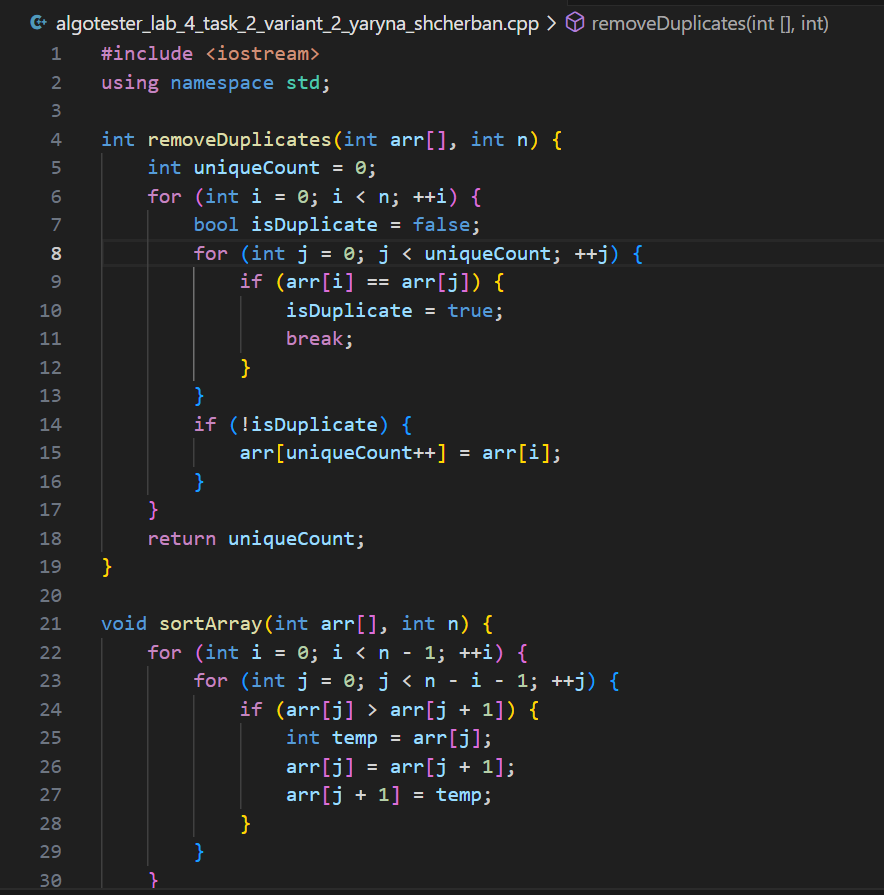 algotester_lab_4_task_2_variant_2_yaryna_shcherban.cpp > removeDuplicates(int [], int)
1 #include <iostream>
2 using namespace std;
3
4 int removeDuplicates(int arr[], int n) {
5     int uniqueCount = 0;
6     for (int i = 0; i < n; ++i) {
7         bool isDuplicate = false;
8         for (int j = 0; j < uniqueCount; ++j) {
9             if (arr[i] == arr[j]) {
10                 isDuplicate = true;
11                 break;
12             }
13         }
14         if (!isDuplicate) {
15             arr[uniqueCount++] = arr[i];
16         }
17     }
18     return uniqueCount;
19 }
20
21 void sortArray(int arr[], int n) {
22     for (int i = 0; i < n - 1; ++i) {
23         for (int j = 0; j < n - i - 1; ++j) {
24             if (arr[j] > arr[j + 1]) {
25                 int temp = arr[j];
26                 arr[j] = arr[j + 1];
27                 arr[j + 1] = temp;
28             }
29         }
30     }